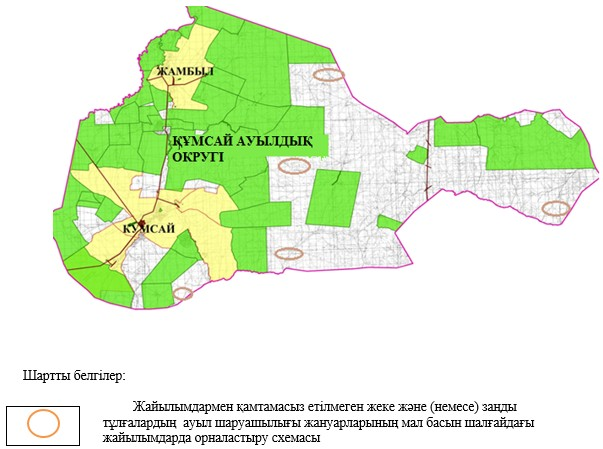 ЖАМБЫЛ
ҚҰМСАЙ АУЫЛДЫҚ
ОКРУГІ
ҚҰМСАЙ
Шартты белгілер:
Жайылымдармен қамтамасыз етілмеген жеке және (немесе) заңды
тұлғалардың ауыл шаруашылығы жануарларының мал басын шалғайдағы
жайылымдарда орналастыру схемасы